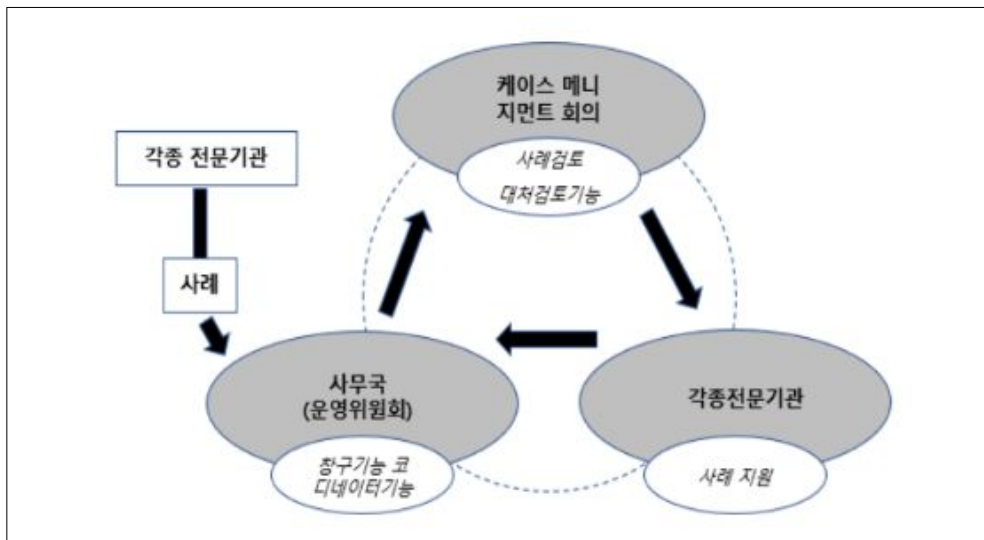 케이스 메니
지먼트 회의
사례검토
대처검토기능
각종 전문기관
사례
사무국
(운영위원회)
창구기능 코
디네이터기능
각종전문기관
사례 지원